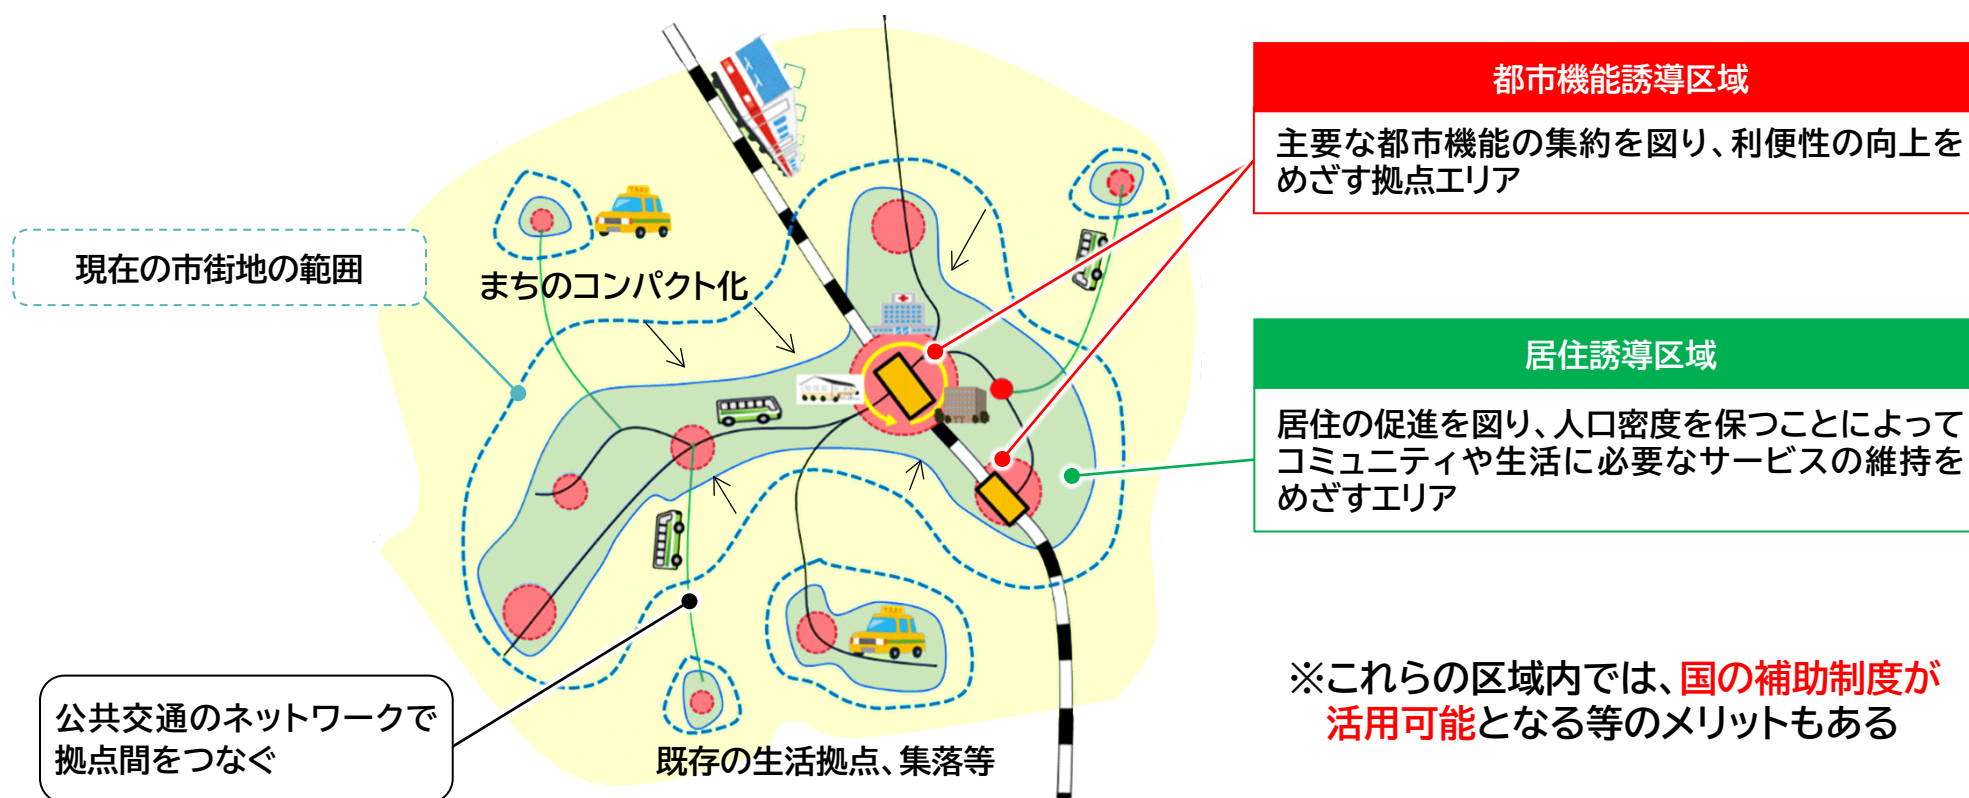 都市機能誘導区域
主要な都市機能の集約を図り、利便性の向上を
めざす拠点エリア
現在の市街地の範囲
まちのコンパクト化
居住誘導区域
居住の促進を図り、人口密度を保つことによって
コミュニティや生活に必要なサービスの維持を
めざすエリア
公共交通のネットワークで
拠点間をつなぐ
既存の生活拠点、集落等
※これらの区域内では、国の補助制度が
活用可能となる等のメリットもある
TAXI
TAXI